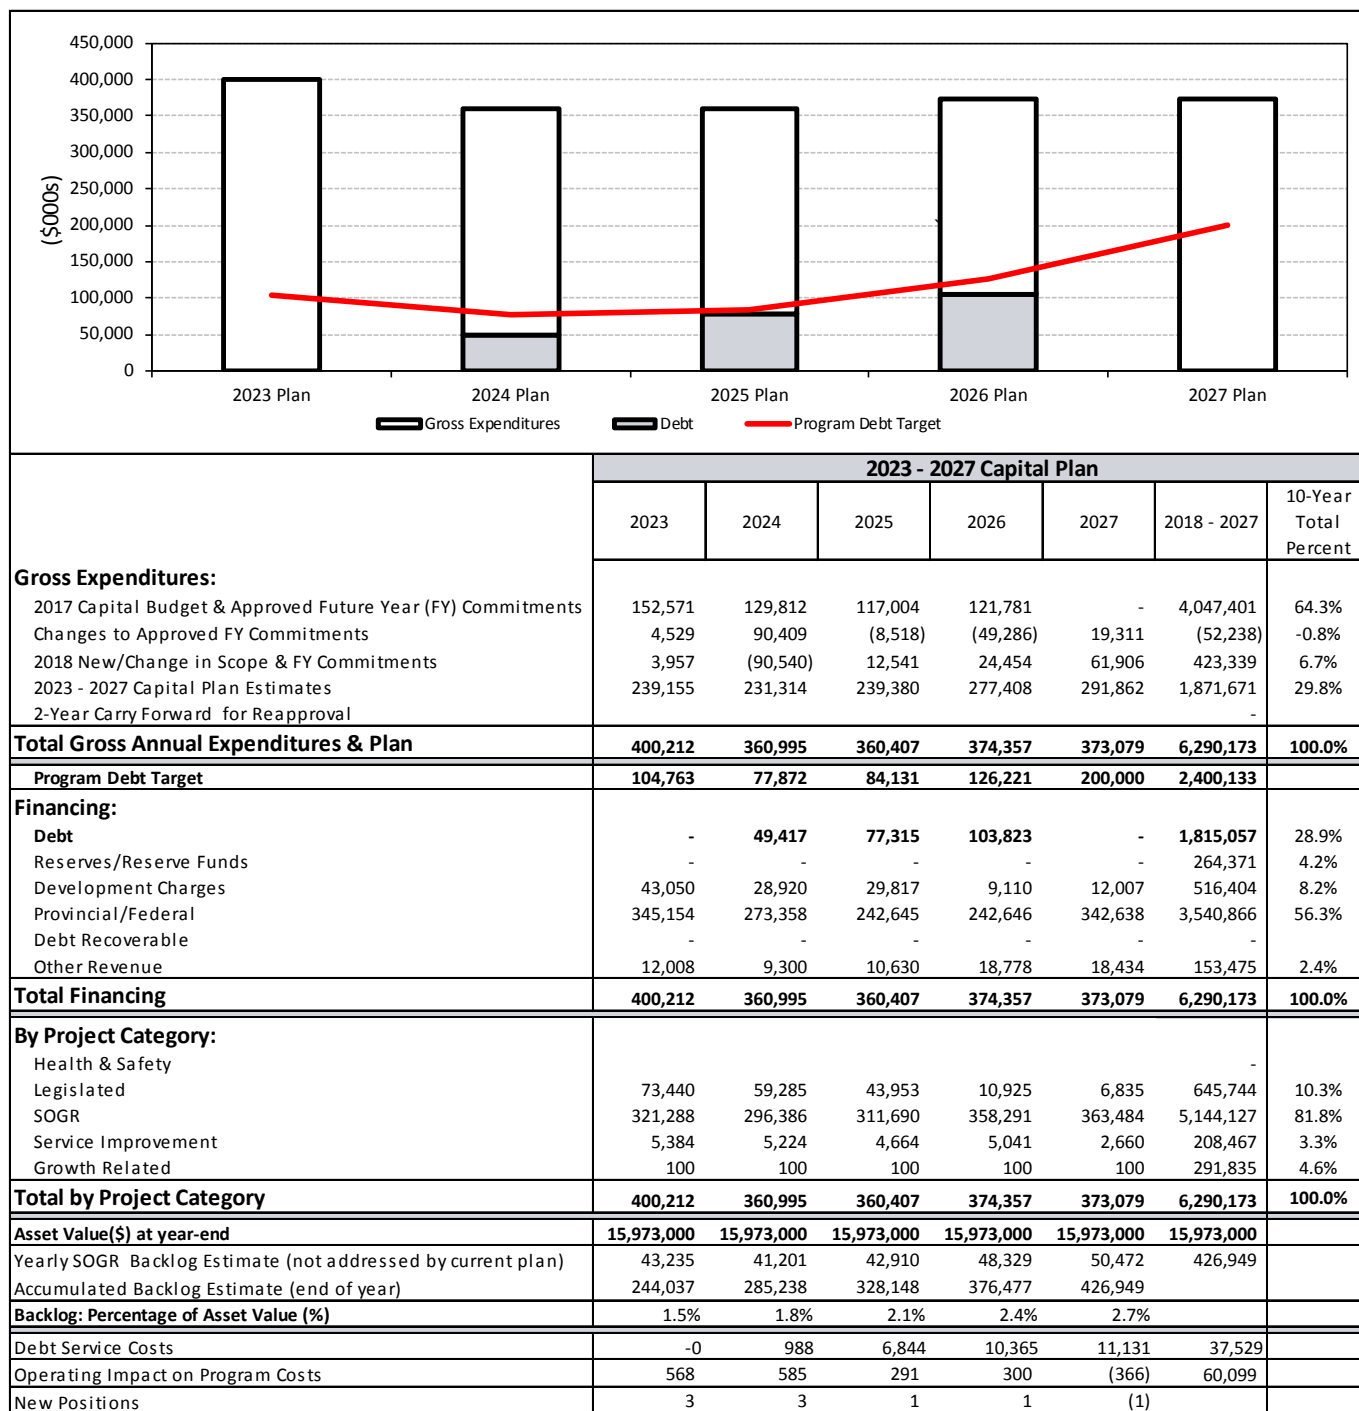 450,000
400,000
350,000
300,000
250,000
200,000
150,000
100,000
50,000
0
($000s)
2023 Plan 2024 Plan 2025 Plan 2026 Plan 2027 Plan
Gross Expenditures Debt Program Debt Target
2023 - 2027 Capital Plan
2023 2024 2025 2026 2027 2018 - 2027 10-Year Total Percent
Gross Expenditures:
2017 Capital Budget & Approved Future Year (FY) Commitments 152,571 129,812 117,004 121,781 - 4,047,401 64.3%
Changes to Approved FY Commitments 4,529 90,409 (8,518) (49,286) 19,311 (52,238) -0.8%
2018 New/Change in Scope & FY Commitments 3,957 (90,540) 12,541 24,454 61,906 423,339 6.7%
2023 - 2027 Capital Plan Estimates 239,155 231,314 239,380 277,408 291,862 1,871,671 29.8%
2-Year Carry Forward for Reapproval -
Total Gross Annual Expenditures & Plan 400,212 360,995 360,407 374,357 373,079 6,290,173 100.0%
Program Debt Target 104,763 77,872 84,131 126,221 200,000 2,400,133
Financing:
Debt - 49,417 77,315 103,823 - 1,815,057 28.9%
Reserves/Reserve Funds - - - - - 264,371 4.2%
Development Charges 43,050 28,920 29,817 9,110 12,007 516,404 8.2%
Provincial/Federal 345,154 273,358 242,645 242,646 342,638 3,540,866 56.3%
Debt Recoverable - - - - - -
Other Revenue 12,008 9,300 10,630 18,778 18,434 153,475 2.4%
Total Financing 400,212 360,995 360,407 374,357 373,079 6,290,173 100.0%
By Project Category:
Health & Safety -
Legislated 73,440 59,285 43,953 10,925 6,835 645,744 10.3%
SOGR 321,288 296,386 311,690 358,291 363,484 5,144,127 81.8%
Service Improvement 5,384 5,224 4,664 5,041 2,660 208,467 3.3%
Growth Related 100 100 100 100 100 291,835 4.6%
Total by Project Category 400,212 360,995 360,407 374,357 373,079 6,290,173 100.0%
Asset Value($) at year-end 15,973,000 15,973,000 15,973,000 15,973,000 15,973,000 15,973,000
Yearly SOGR Backlog Estimate (not addressed by current plan) 43,235 41,201 42,910 48,329 50,472 426,949
Accumulated Backlog Estimate (end of year) 244,037 285,238 328,148 376,477 426,949
Backlog: Percentage of Asset Value (%) 1.5% 1.8% 2.1% 2.4% 2.7%
Debt Service Costs -0 988 6,844 10,365 11,131 37,529
Operating Impact on Program Costs 568 585 291 300 (366) 60,099
New Positions 3 3 1 1 (1)